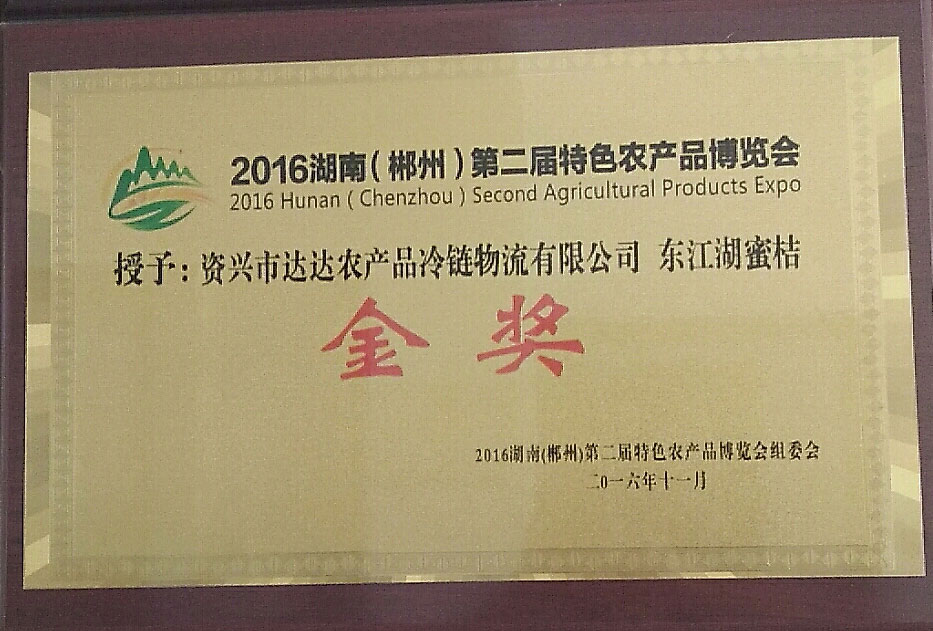 2016湖南(郴州)第二届特色农产品博览会
2016 Hunan (Chenzhou) Second Agricultural Products Expo
授予:资兴市达达农产品冷链物流有限公司 东江湖蜜桔
金 奖
2016湖南(郴州)第二届特色农产品博览会组委会
二0一六年十一月